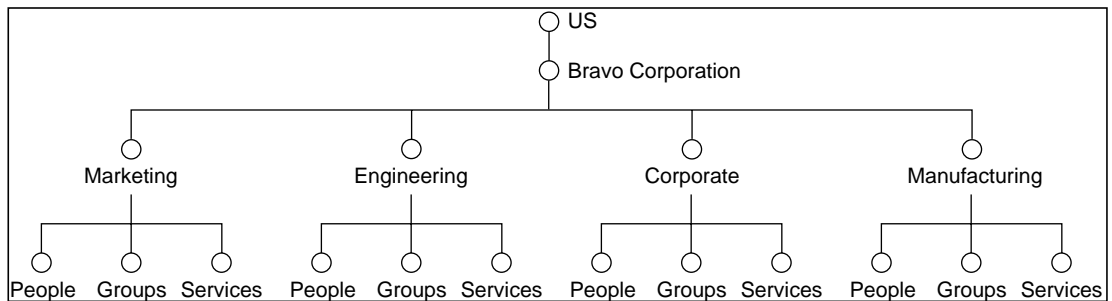 US
Bravo Corporation
Marketing Engineering Corporate Manufacturing
People Groups Services People Groups Services People Groups Services People Groups Services